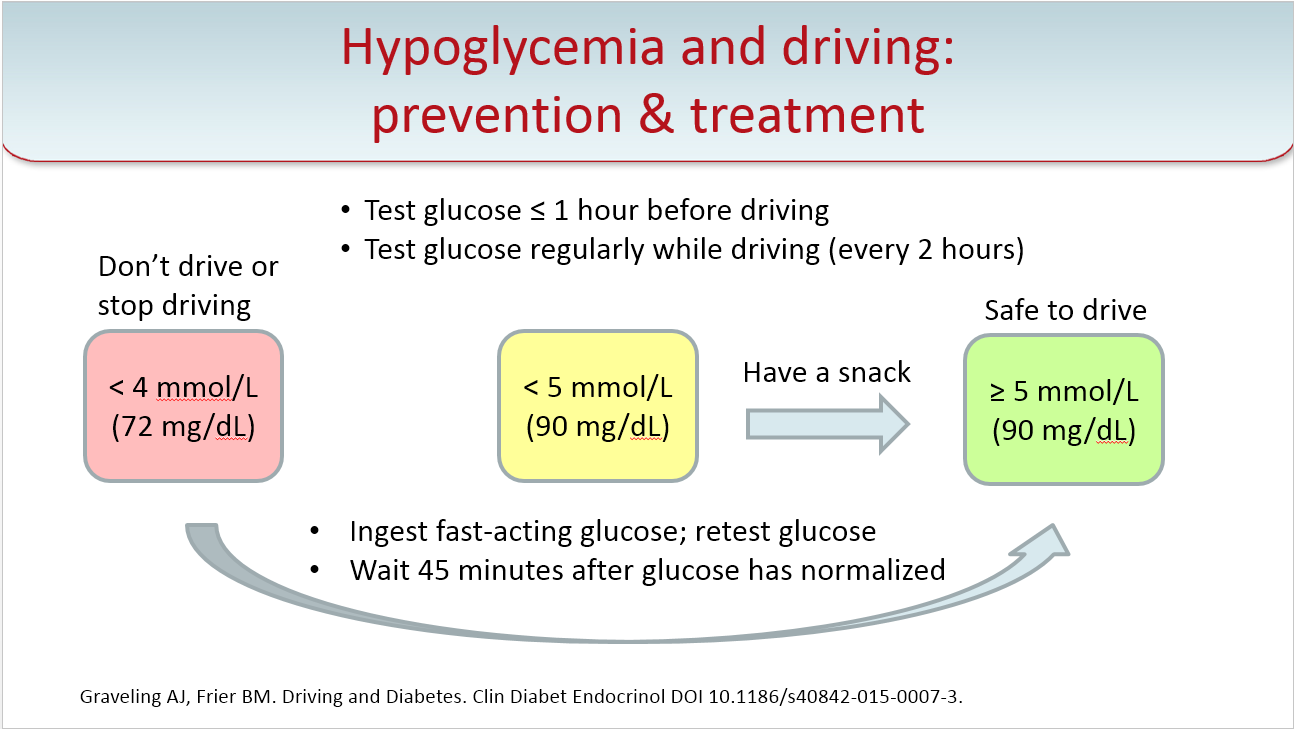 Hypoglycemia and driving:
prevention & treatment
• Test glucose ≤ 1 hour before driving
• Test glucose regularly while driving (every 2 hours)
Don’t drive or
stop driving
< 4 mmol/L
(72 mg/dL)
< 5 mmol/L
(90 mg/dL)
Have a snack
Safe to drive
≥ 5 mmol/L
(90 mg/dL)
• Ingest fast-acting glucose; retest glucose
• Wait 45 minutes after glucose has normalized
Graveling AJ, Frier BM. Driving and Diabetes. Clin Diabet Endocrinol DOI 10.1186/s40842-015-0007-3.